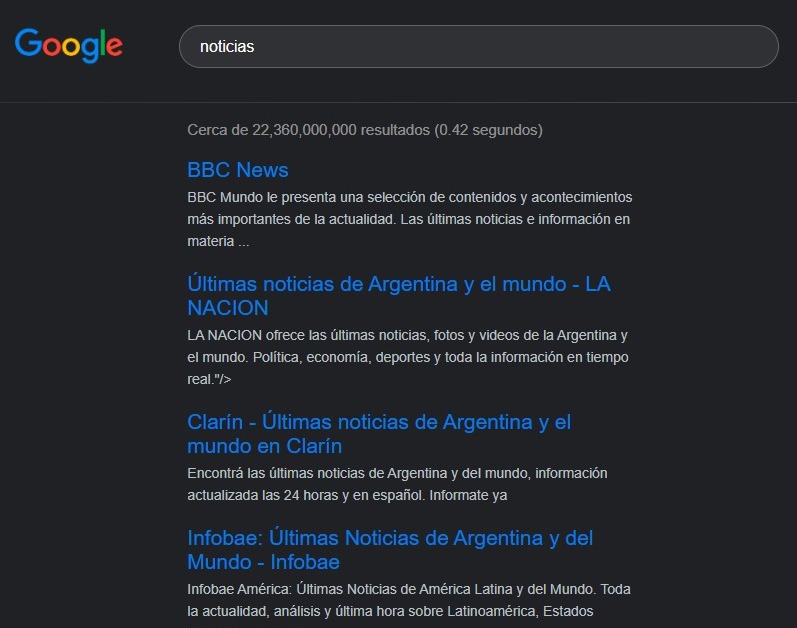 Google
noticias
Cerca de 22,360,000,000 resultados (0.42 segundos)
BBC News
BBC Mundo le presenta una selección de contenidos y acontecimientos
más importantes de la actualidad. Las últimas noticias e información en
materia ...
Últimas noticias de Argentina y el mundo - LA
NACION
LA NACION ofrece las últimas noticias, fotos y videos de la Argentina y
el mundo. Política, economía, deportes y toda la información en tiempo
real."/>
Clarín - Últimas noticias de Argentina y el
mundo en Clarín
Encontrá las últimas noticias de Argentina y del mundo, información
actualizada las 24 horas y en español. Informate ya
Infobae: Últimas Noticias de Argentina y del
Mundo - Infobae
Infobae América: Últimas Noticias de América Latina y del Mundo. Toda
la actualidad, análisis y última hora sobre Latinoamérica, Estados